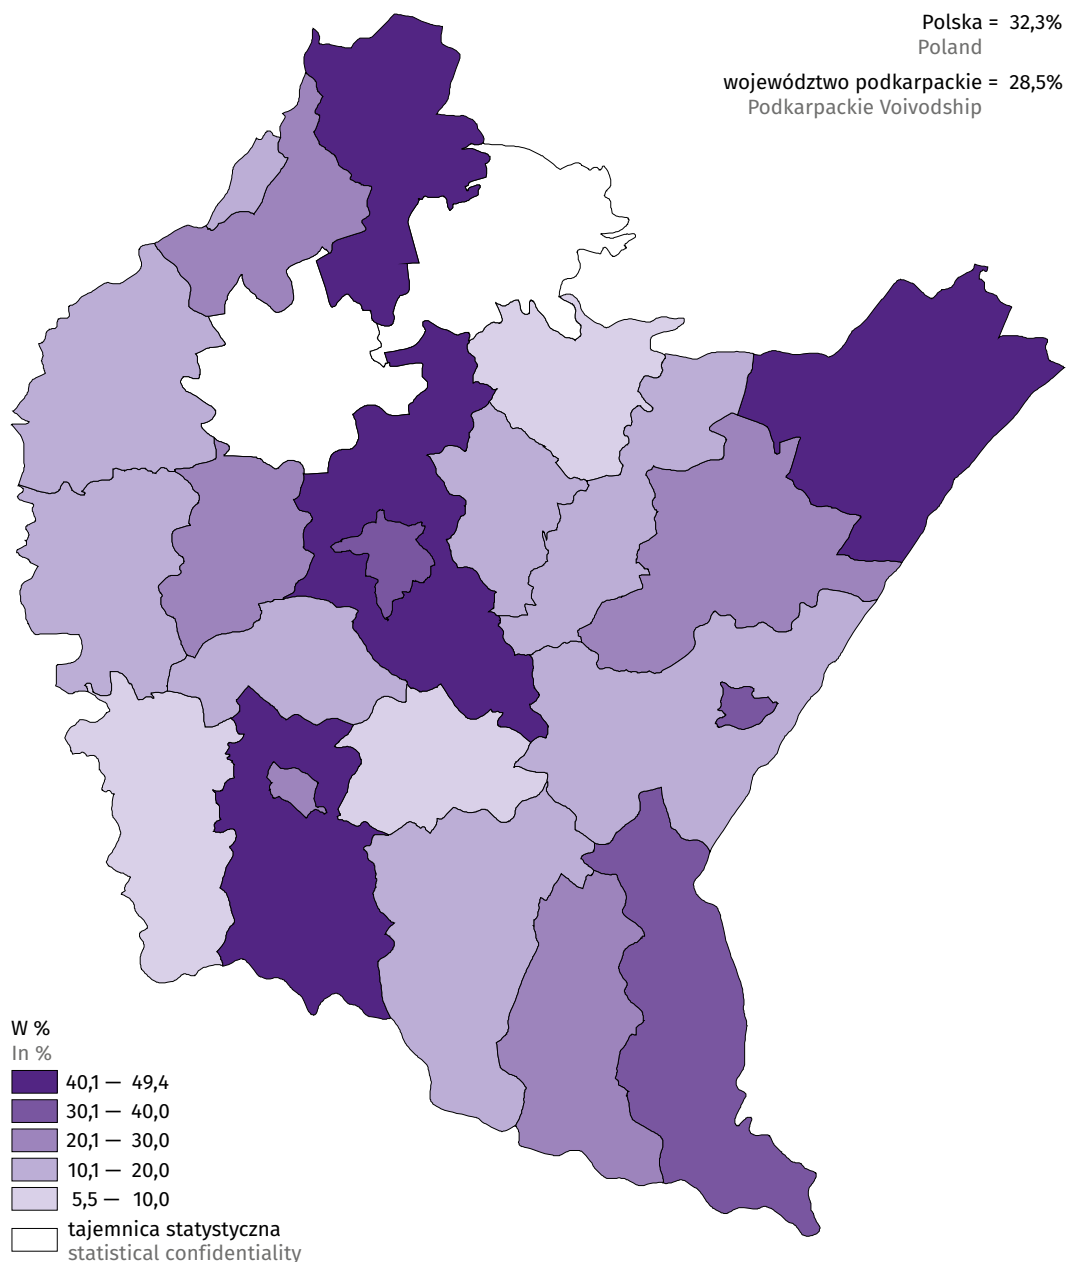 Polska = 32,3%
Poland
województwo podkarpackie = 28,5%
Podkarpackie Voivodship
W %
In %
40,1 — 49,4
30,1 — 40,0
20,1 — 30,0
10,1 — 20,0
5,5 — 10,0
tajemnica statystyczna
statistical confidentiality